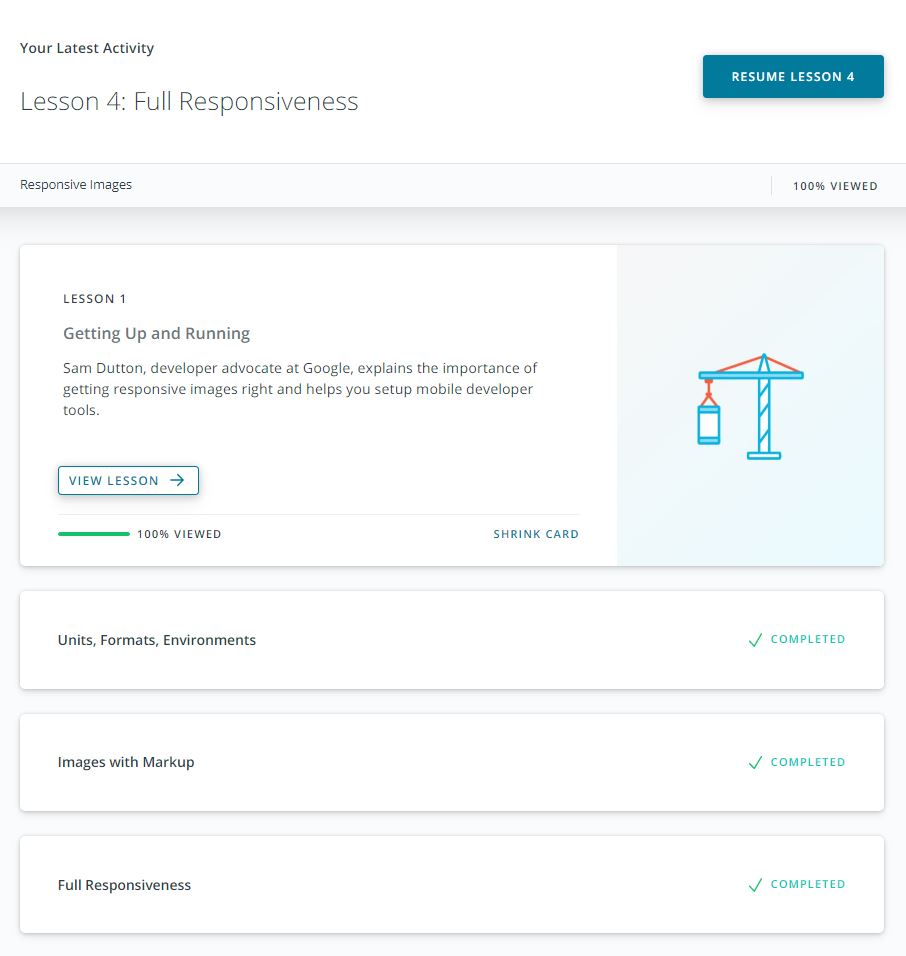 Your Latest Activity
Lesson 4: Full Responsiveness
RESUME LESSON 4
Responsive Images
100% VIEWED
LESSON 1
Getting Up and Running
Sam Dutton, developer advocate at Google, explains the importance of
getting responsive images right and helps you setup mobile developer
tools.
VIEW LESSON
100% VIEWED
SHRINK CARD
Units, Formats, Environments
COMPLETED
Images with Markup
COMPLETED
Full Responsiveness
COMPLETED